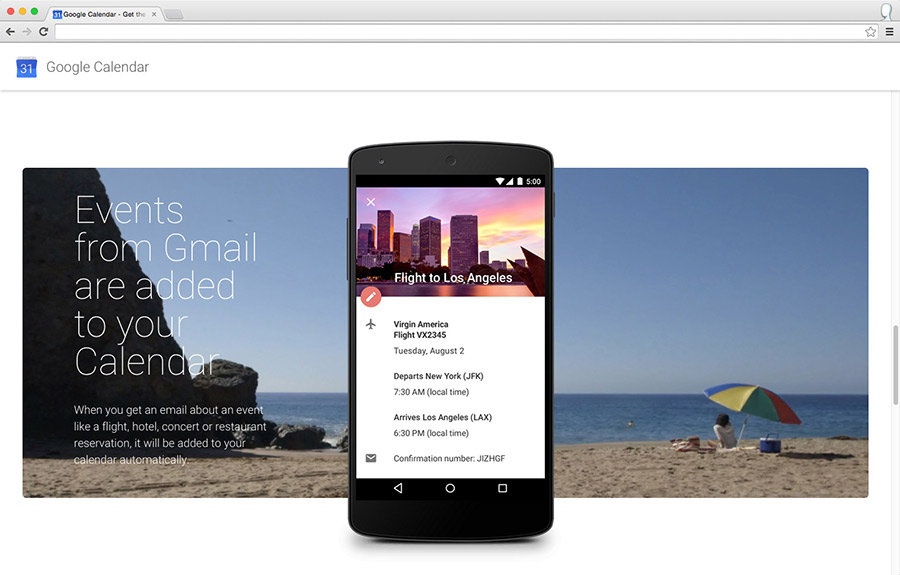 31 Google Calendar - Get the
31 Google Calendar
Events
from Gmail
are added
to your
Calendar
When you get an email about an event
like a flight, hotel, concert or restaurant
reservation, it will be added to your
calendar automatically.
5:00
Flight to Los Angeles
Virgin America
Flight VX2345
Tuesday, August 2
Departs New York (JFK)
7:30 AM (local time)
Arrives Los Angeles (LAX)
6:30 PM (local time)
Confirmation number: JIZHGF